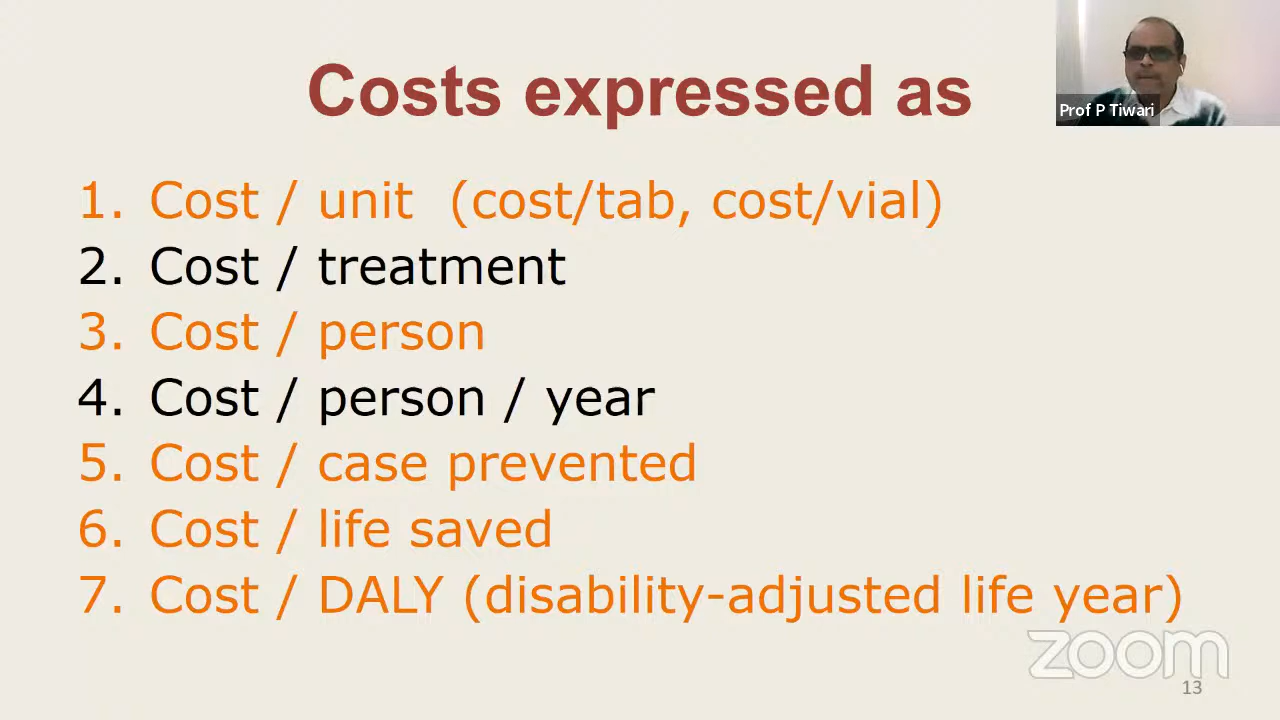 Costs expressed as
Prof P Tiwari
1. Cost / unit (cost/tab, cost/vial)
2. Cost / treatment
3. Cost / person
4. Cost / person / year
5. Cost / case prevented
6. Cost / life saved
7. Cost / DALY (disability-adjusted life year)
zoom
13